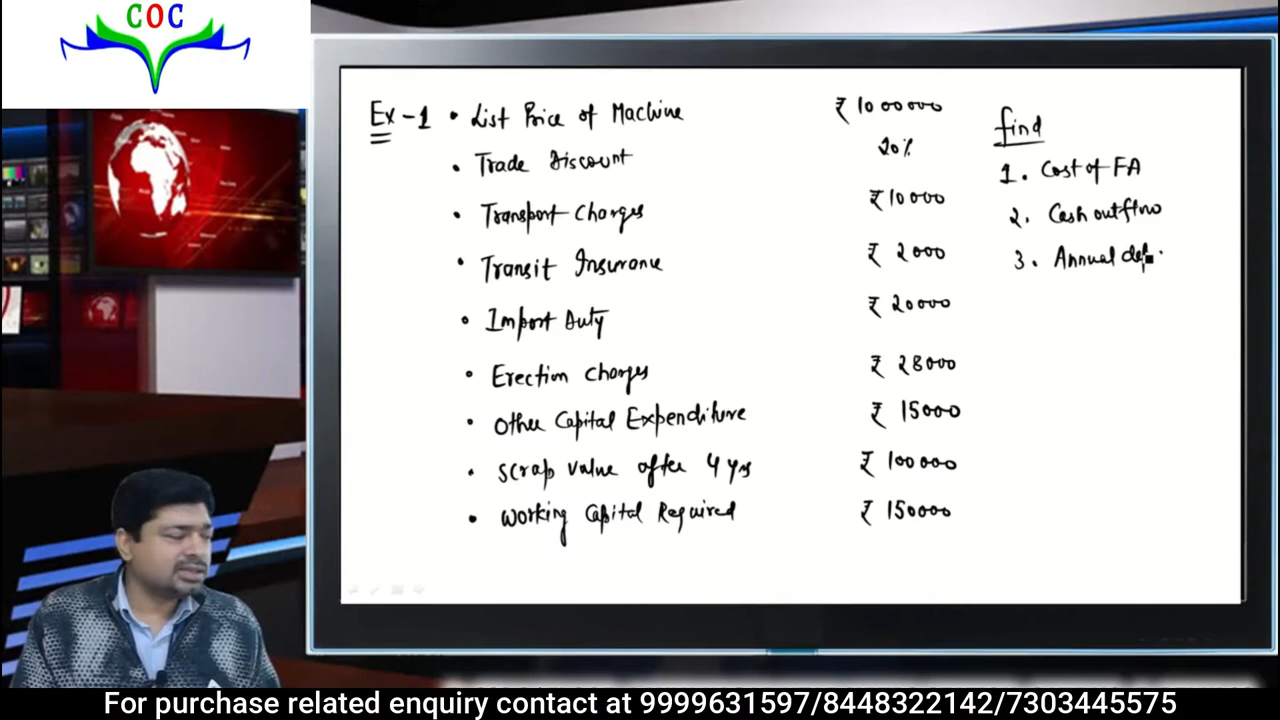 COC
Ex-1 • List Price of Machine ₹ 1000000
• Trade Discount 20%
• Transport Charges ₹ 10000
• Transit Insurance ₹ 2000
• Import Duty ₹ 20000
• Erection Charges ₹ 28000
• Other Capital Expenditure ₹ 15000
• Scrap Value after 4 yrs ₹ 100000
• Working Capital Required ₹ 150000
find
1. Cost of FA
2. Cash outflow
3. Annual dep.
For purchase related enquiry contact at 9999631597/8448322142/7303445575